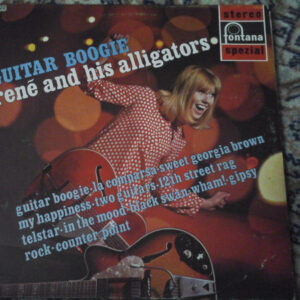 GUITAR BOOGIE
rené and his alligators
stereo
fontana
spezial
guitar boogie·la comparsa·sweet georgia brown
my happiness·two guitars·12th street rag
telstar·in the mood·black swan·wham!·gipsy
rock·counter point